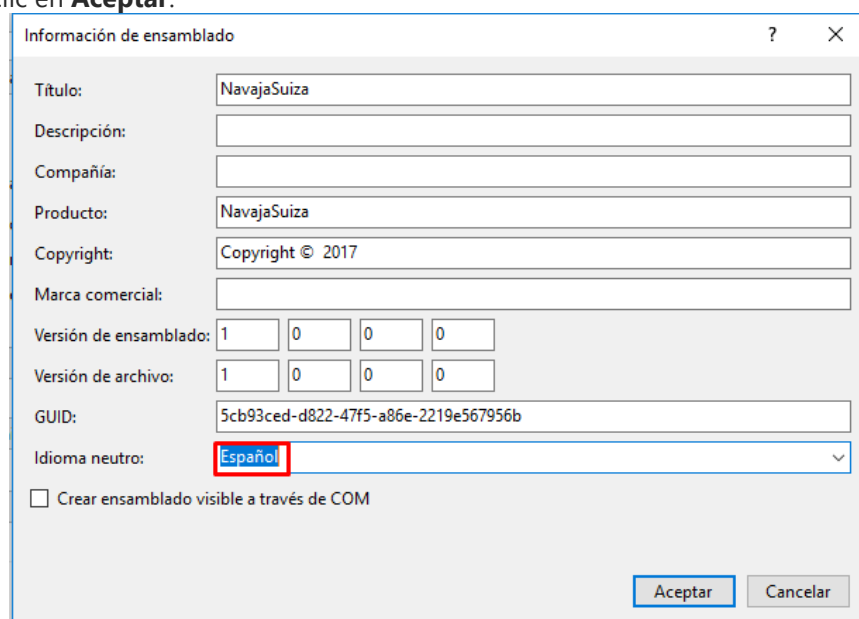 clic en Aceptar.
Información de ensamblado ?
Título: NavajaSuiza
Descripción:
Compañía:
Producto: NavajaSuiza
Copyright: Copyright © 2017
Marca comercial:
Versión de ensamblado: 1 0 0 0
Versión de archivo: 1 0 0 0
GUID: 5cb93ced-d822-47f5-a86e-2219e567956b
Idioma neutro: Español
Crear ensamblado visible a través de COM
Aceptar Cancelar